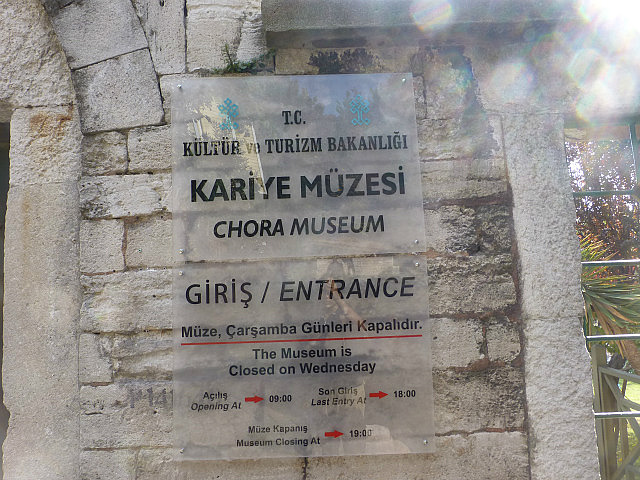 T.C.
KÜLTÜR ve TURİZM BAKANLIĞI
KARİYE MÜZESİ
CHORA MUSEUM
GİRİŞ / ENTRANCE
Müze, Çarşamba Günleri Kapalıdır.
The Museum is
Closed on Wednesday
Açılış
Opening At 09:00
Son Giriş
Last Entry At 18:00
Müze Kapanış
Museum Closing At 19:00